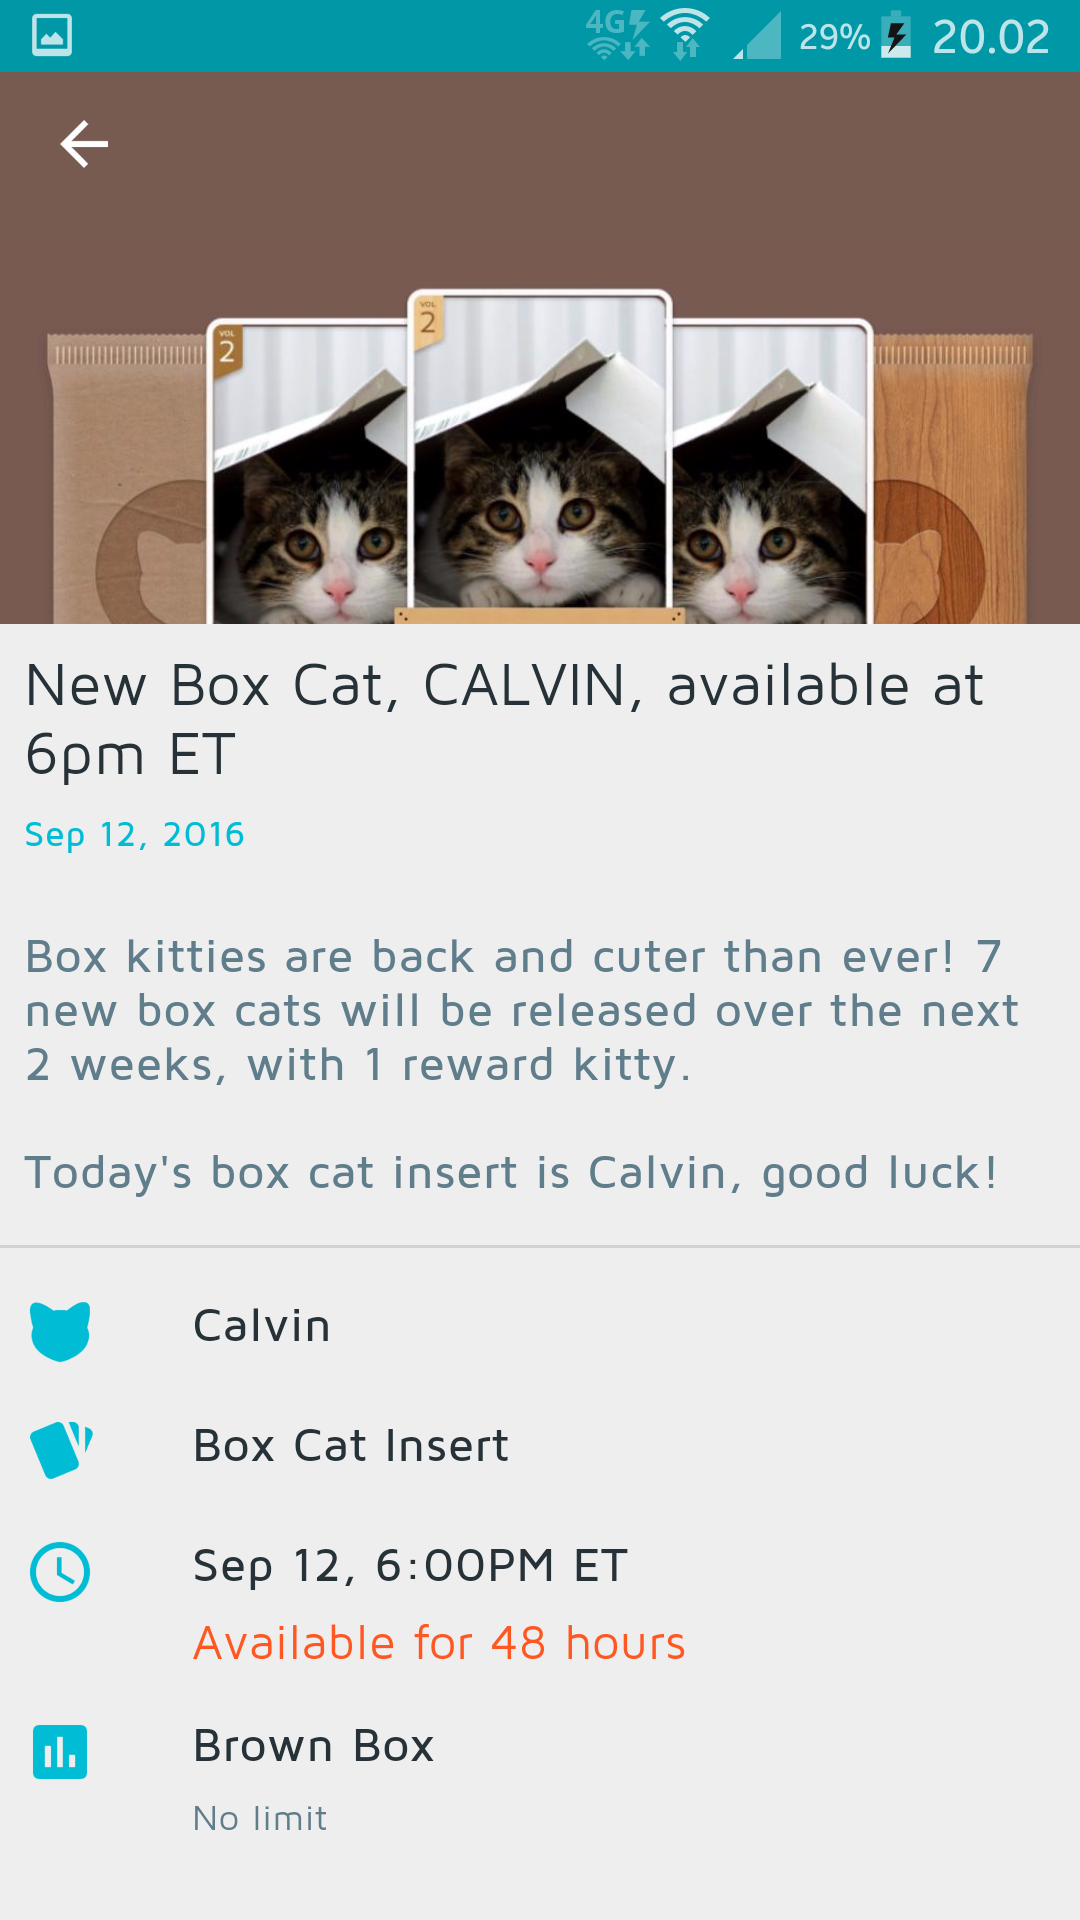 4G 29% 20.02
VOL 2
VOL 2
New Box Cat, CALVIN, available at
6pm ET
Sep 12, 2016
Box kitties are back and cuter than ever! 7
new box cats will be released over the next
2 weeks, with 1 reward kitty.
Today's box cat insert is Calvin, good luck!
Calvin
Box Cat Insert
Sep 12, 6:00PM ET
Available for 48 hours
Brown Box
No limit